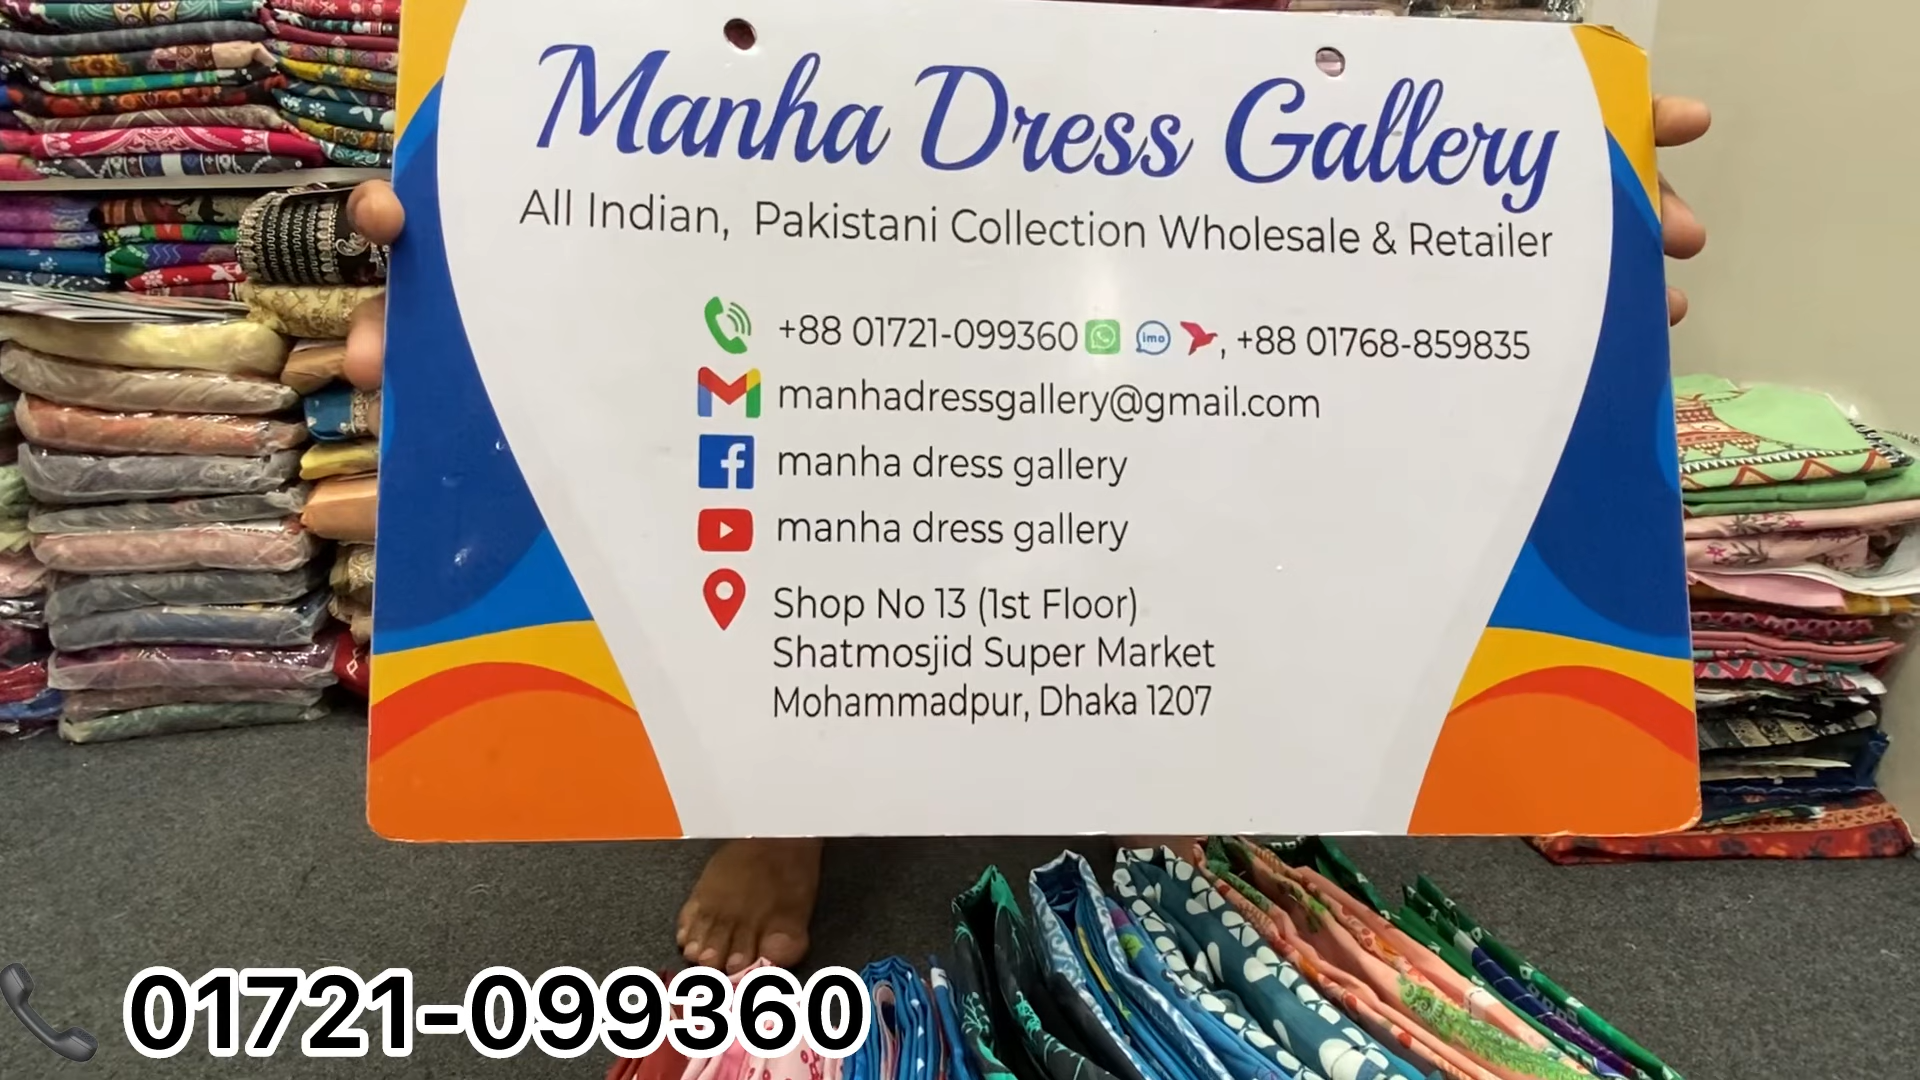 Manha Dress Gallery
All Indian, Pakistani Collection Wholesale & Retailer
+88 01721-099360 imo, +88 01768-859835
manhadressgallery@gmail.com
manha dress gallery
manha dress gallery
Shop No 13 (1st Floor)
Shatmosjid Super Market
Mohammadpur, Dhaka 1207
01721-099360